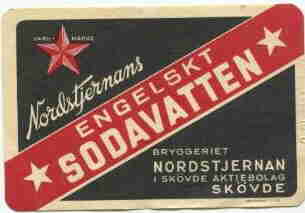 VARU MÄRKE
Nordstjernans
ENGELSKT
SODAVATTEN
BRYGGERIET
NORDSTJERNAN
I SKÖVDE AKTIEBOLAG
SKÖVDE